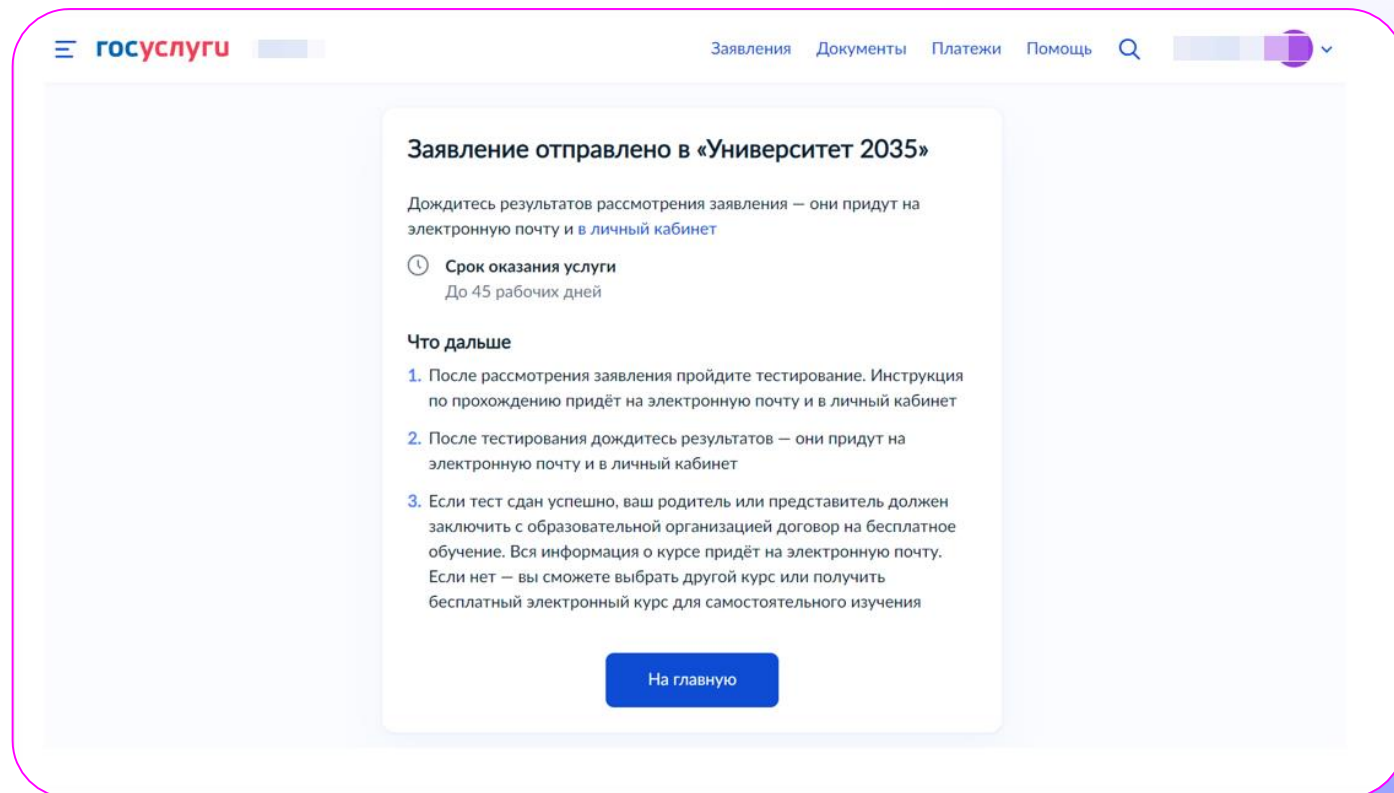 госуслуги
Заявления Документы Платежи Помощь
Заявление отправлено в «Университет 2035»
Дождитесь результатов рассмотрения заявления — они придут на
электронную почту и в личный кабинет
Срок оказания услуги
До 45 рабочих дней
Что дальше
1. После рассмотрения заявления пройдите тестирование. Инструкция
по прохождению придёт на электронную почту и в личный кабинет
2. После тестирования дождитесь результатов — они придут на
электронную почту и в личный кабинет
3. Если тест сдан успешно, ваш родитель или представитель должен
заключить с образовательной организацией договор на бесплатное
обучение. Вся информация о курсе придёт на электронную почту.
Если нет — вы сможете выбрать другой курс или получить
бесплатный электронный курс для самостоятельного изучения
На главную